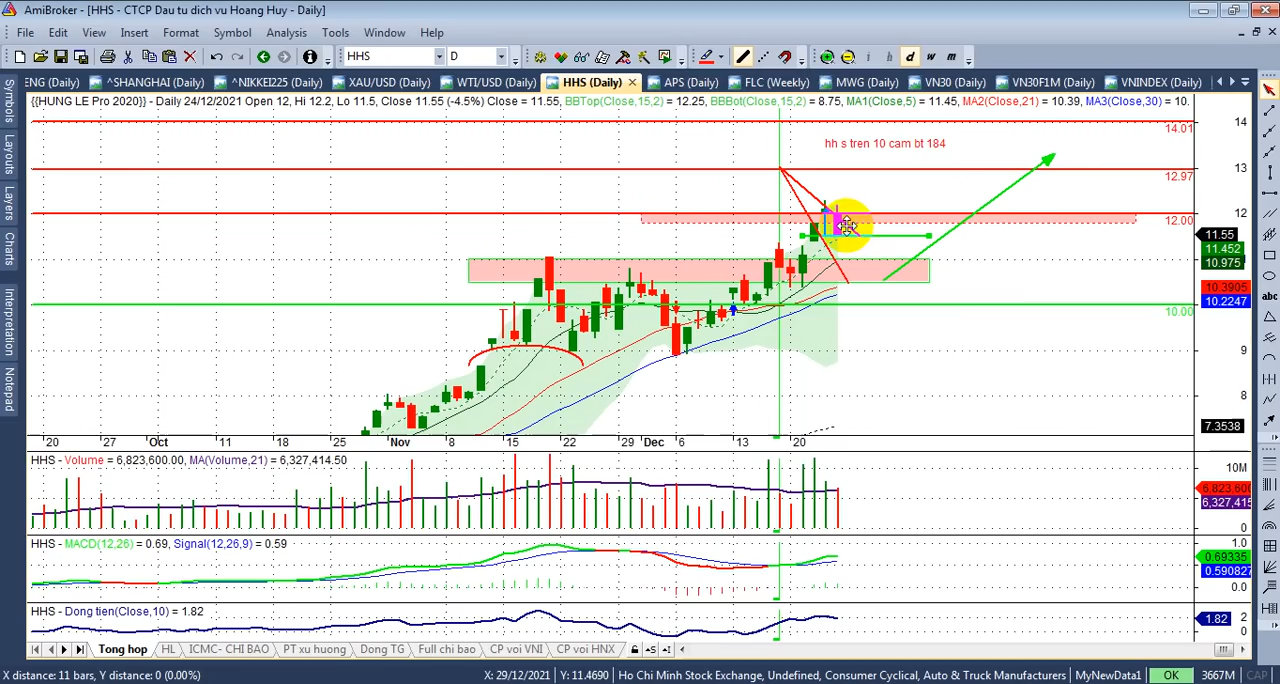 AmiBroker - [HHS - CTCP Dau tu dich vu Hoang Huy - Daily]
File Edit View Insert Format Symbol Analysis Tools Window Help
HHS D i h d w m
ENG (Daily) ^SHANGHAI (Daily) ^NIKKEI225 (Daily) XAU/USD (Daily) WTI/USD (Daily) HHS (Daily) APS (Daily) FLC (Weekly) MWG (Daily) VN30 (Daily) VN30F1M (Daily) VNINDEX (Daily)
{{HUNG LE Pro 2020}} - Daily 24/12/2021 Open 12, Hi 12.2, Lo 11.5, Close 11.55 (-4.5%) Close = 11.55, BBTop(Close,15,2) = 12.25, BBBot(Close,15,2) = 8.75, MA1(Close,5) = 11.45, MA2(Close,21) = 10.39, MA3(Close,30) = 10.
Symbols
Layouts
Layers
Charts
Interpretation
Notepad
14
14.01
hh s tren 10 cam bt 184
13
12.97
12
12.00
11.55
11.452
10.975
10.3905
10.2247
10.00
9
8
7.3538
20 27 Oct 11 18 25 Nov 8 15 22 29 Dec 6 13 20
HHS - Volume = 6,823,600.00, MA(Volume,21) = 6,327,414.50
10M
6,823,600
6,327,415
0
HHS - MACD(12,26) = 0.69, Signal(12,26,9) = 0.59
1.0
0.69335
0.590827
0.0
HHS - Dong tien(Close,10) = 1.82
2
1.82
0
Tong hop HL ICMC- CHI BAO PT xu huong Dong TG Full chi bao CP voi VNI CP voi HNX
X distance: 11 bars, Y distance: 0 (0.00%) X: 29/12/2021 Y: 11.4690 Ho Chi Minh Stock Exchange, Undefined, Consumer Cyclical, Auto & Truck Manufacturers MyNewData1 OK 3667M CAP
abc